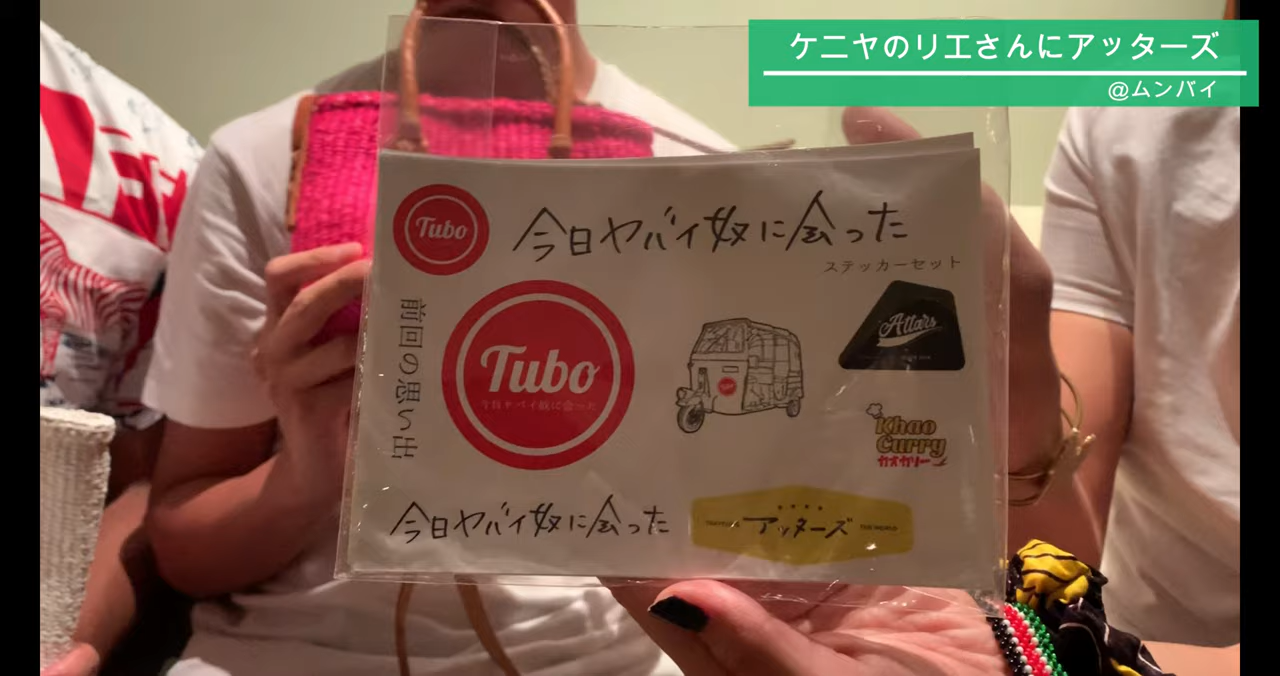 ケニヤのリエさんにアッターズ
@ムンバイ
Tubo
今日ヤバイ奴に会った
ステッカーセット
前回の思い出
Tubo
今日ヤバイ奴に会った
Attars
Khao
Curry
カオカリー
今日ヤバイ奴に会った
アッターズ
THE WORLD